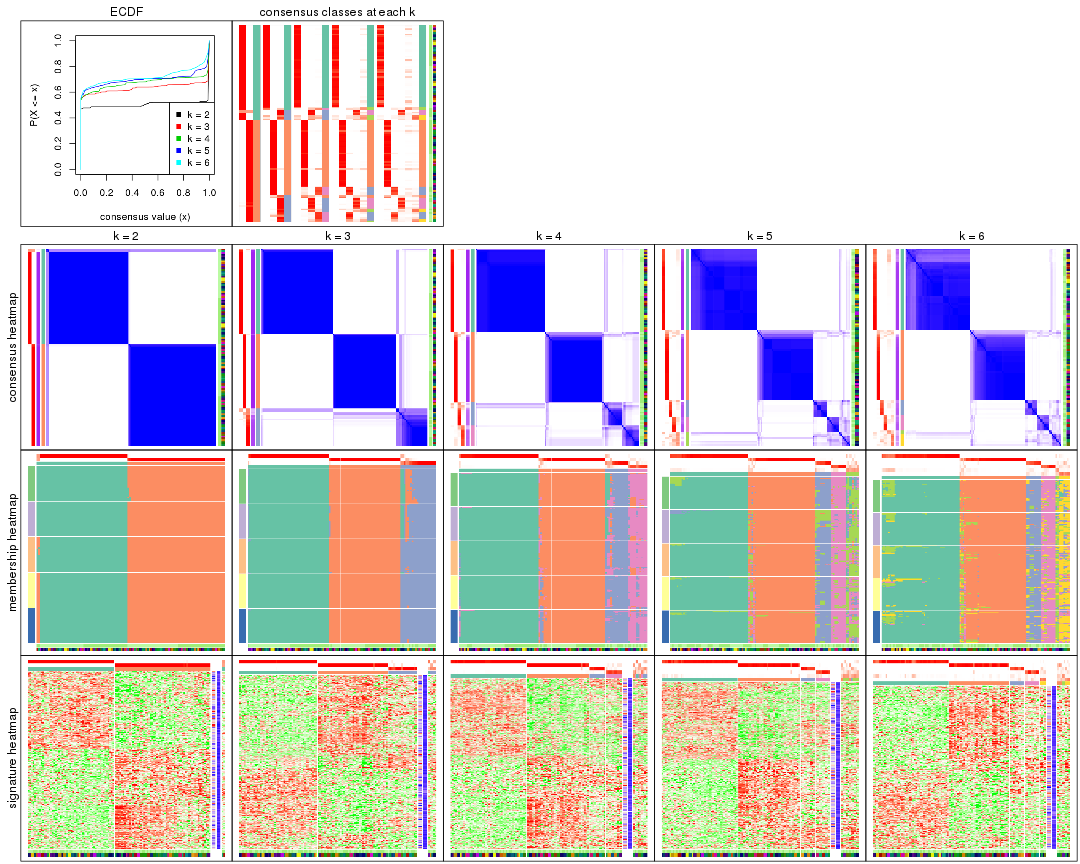 ECDF
consensus classes at each k
P(X <= x)
0.0 0.2 0.4 0.6 0.8 1.0
k = 2
k = 3
k = 4
k = 5
k = 6
0.0 0.2 0.4 0.6 0.8 1.0
consensus value (x)
k = 2
k = 3
k = 4
k = 5
k = 6
consensus heatmap
membership heatmap
signature heatmap